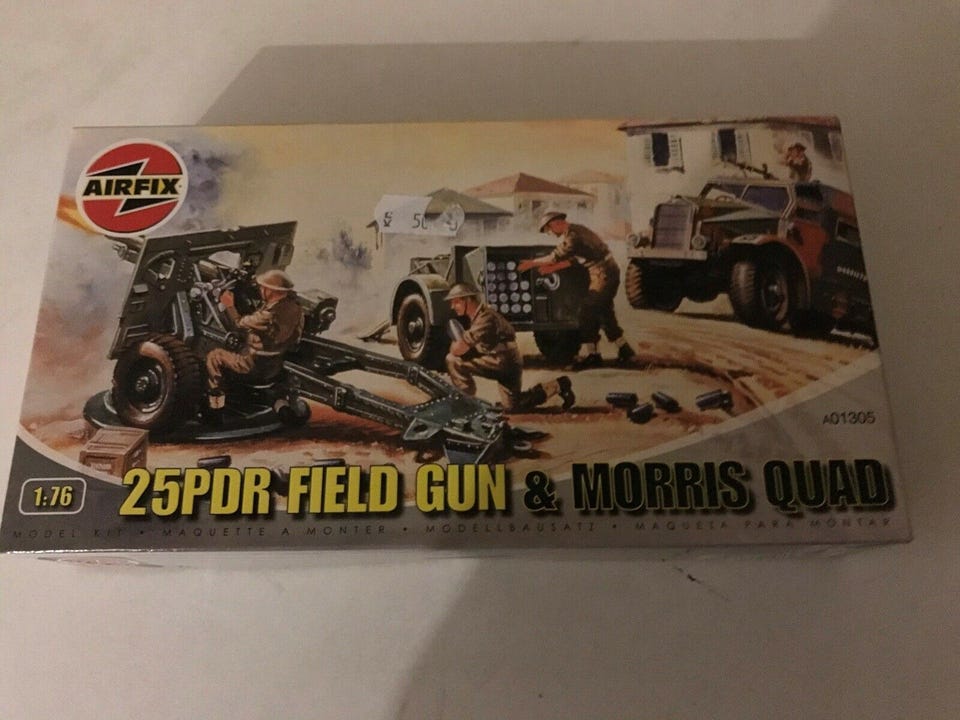 AIRFIX
A01305
1:76
25PDR FIELD GUN & MORRIS QUAD
MODEL KIT • MAQUETTE A MONTER • MODELLBAUSATZ • MAQUETA PARA MONTAR